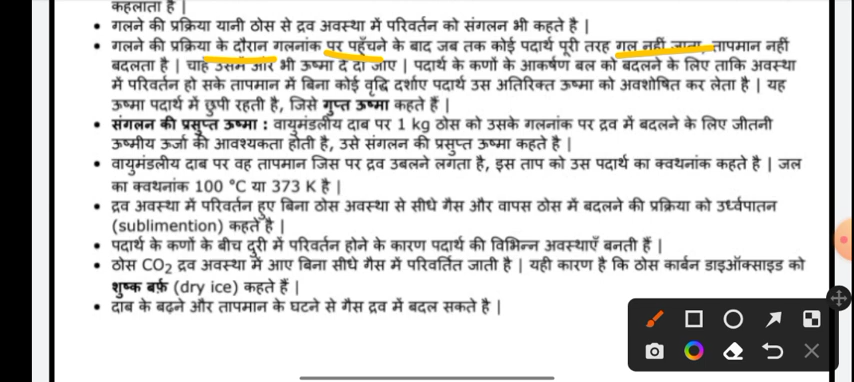 कहलाता है |
• गलने की प्रक्रिया यानी ठोस से द्रव अवस्था में परिवर्तन को संगलन भी कहते है |
• गलने की प्रक्रिया के दौरान गलनांक पर पहुँचने के बाद जब तक कोई पदार्थ पूरी तरह गल नहीं जाता, तापमान नहीं
बदलता है | चाहे उसमें और भी ऊष्मा दे दी जाए | पदार्थ के कणों के आकर्षण बल को बदलने के लिए ताकि अवस्था
में परिवर्तन हो सके तापमान में बिना कोई वृद्धि दर्शाए पदार्थ उस अतिरिक्त ऊष्मा को अवशोषित कर लेता है | यह
ऊष्मा पदार्थ में छुपी रहती है, जिसे गुप्त ऊष्मा कहते हैं |
• संगलन की प्रसुप्त ऊष्मा : वायुमंडलीय दाब पर 1 kg ठोस को उसके गलनांक पर द्रव में बदलने के लिए जीतनी
ऊष्मीय ऊर्जा की आवश्यकता होती है, उसे संगलन की प्रसुप्त ऊष्मा कहते है |
• वायुमंडलीय दाब पर वह तापमान जिस पर द्रव उबलने लगता है, इस ताप को उस पदार्थ का क्वथनांक कहते है | जल
का क्वथनांक 100 °C या 373 K है |
• द्रव अवस्था में परिवर्तन हुए बिना ठोस अवस्था से सीधे गैस और वापस ठोस में बदलने की प्रक्रिया को उर्ध्वपातन
(sublimention) कहते है |
• पदार्थ के कणों के बीच दुरी में परिवर्तन होने के कारण पदार्थ की विभिन्न अवस्थाएँ बनती हैं |
• ठोस CO₂ द्रव अवस्था में आए बिना सीधे गैस में परिवर्तित जाती है | यही कारण है कि ठोस कार्बन डाइऑक्साइड को
शुष्क बर्फ़ (dry ice) कहते हैं |
• दाब के बढ़ने और तापमान के घटने से गैस द्रव में बदल सकते है |